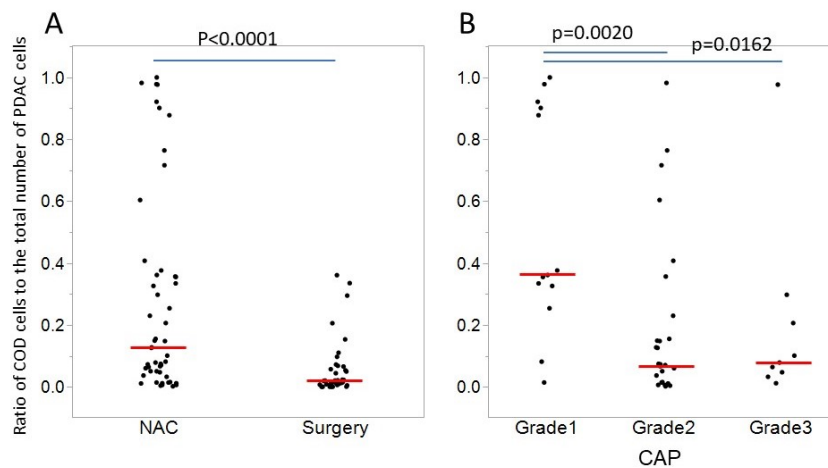 A
B
P<0.0001
p=0.0020
p=0.0162
Ratio of COD cells to the total number of PDAC cells
1.0
0.8
0.6
0.4
0.2
0.0
NAC
Surgery
1.0
0.8
0.6
0.4
0.2
0.0
Grade1
Grade2
Grade3
CAP